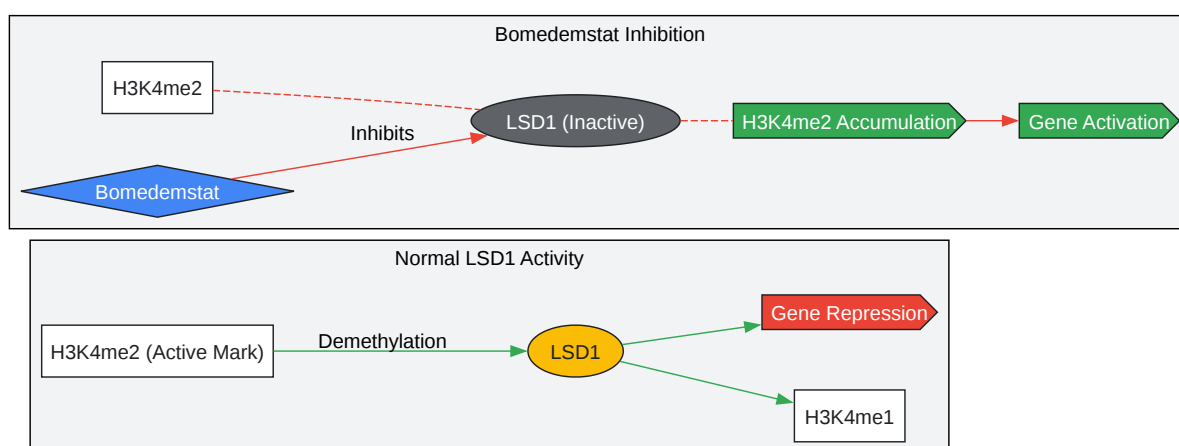 Bomedemstat Inhibition
H3K4me2
LSD1 (Inactive)
H3K4me2 Accumulation
Gene Activation
Inhibits
Bomedemstat
Normal LSD1 Activity
Gene Repression
H3K4me2 (Active Mark)
Demethylation
LSD1
H3K4me1